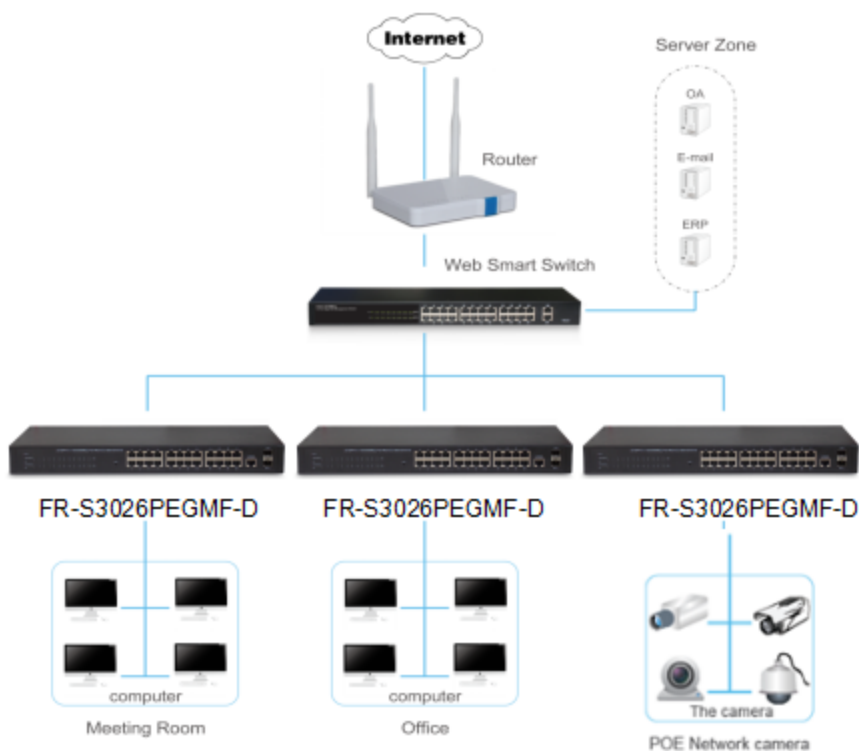 Internet
Server Zone
OA
Router
E-mail
ERP
Web Smart Switch
FR-S3026PEGMF-D
FR-S3026PEGMF-D
FR-S3026PEGMF-D
computer
Meeting Room
computer
Office
The camera
POE Network camera